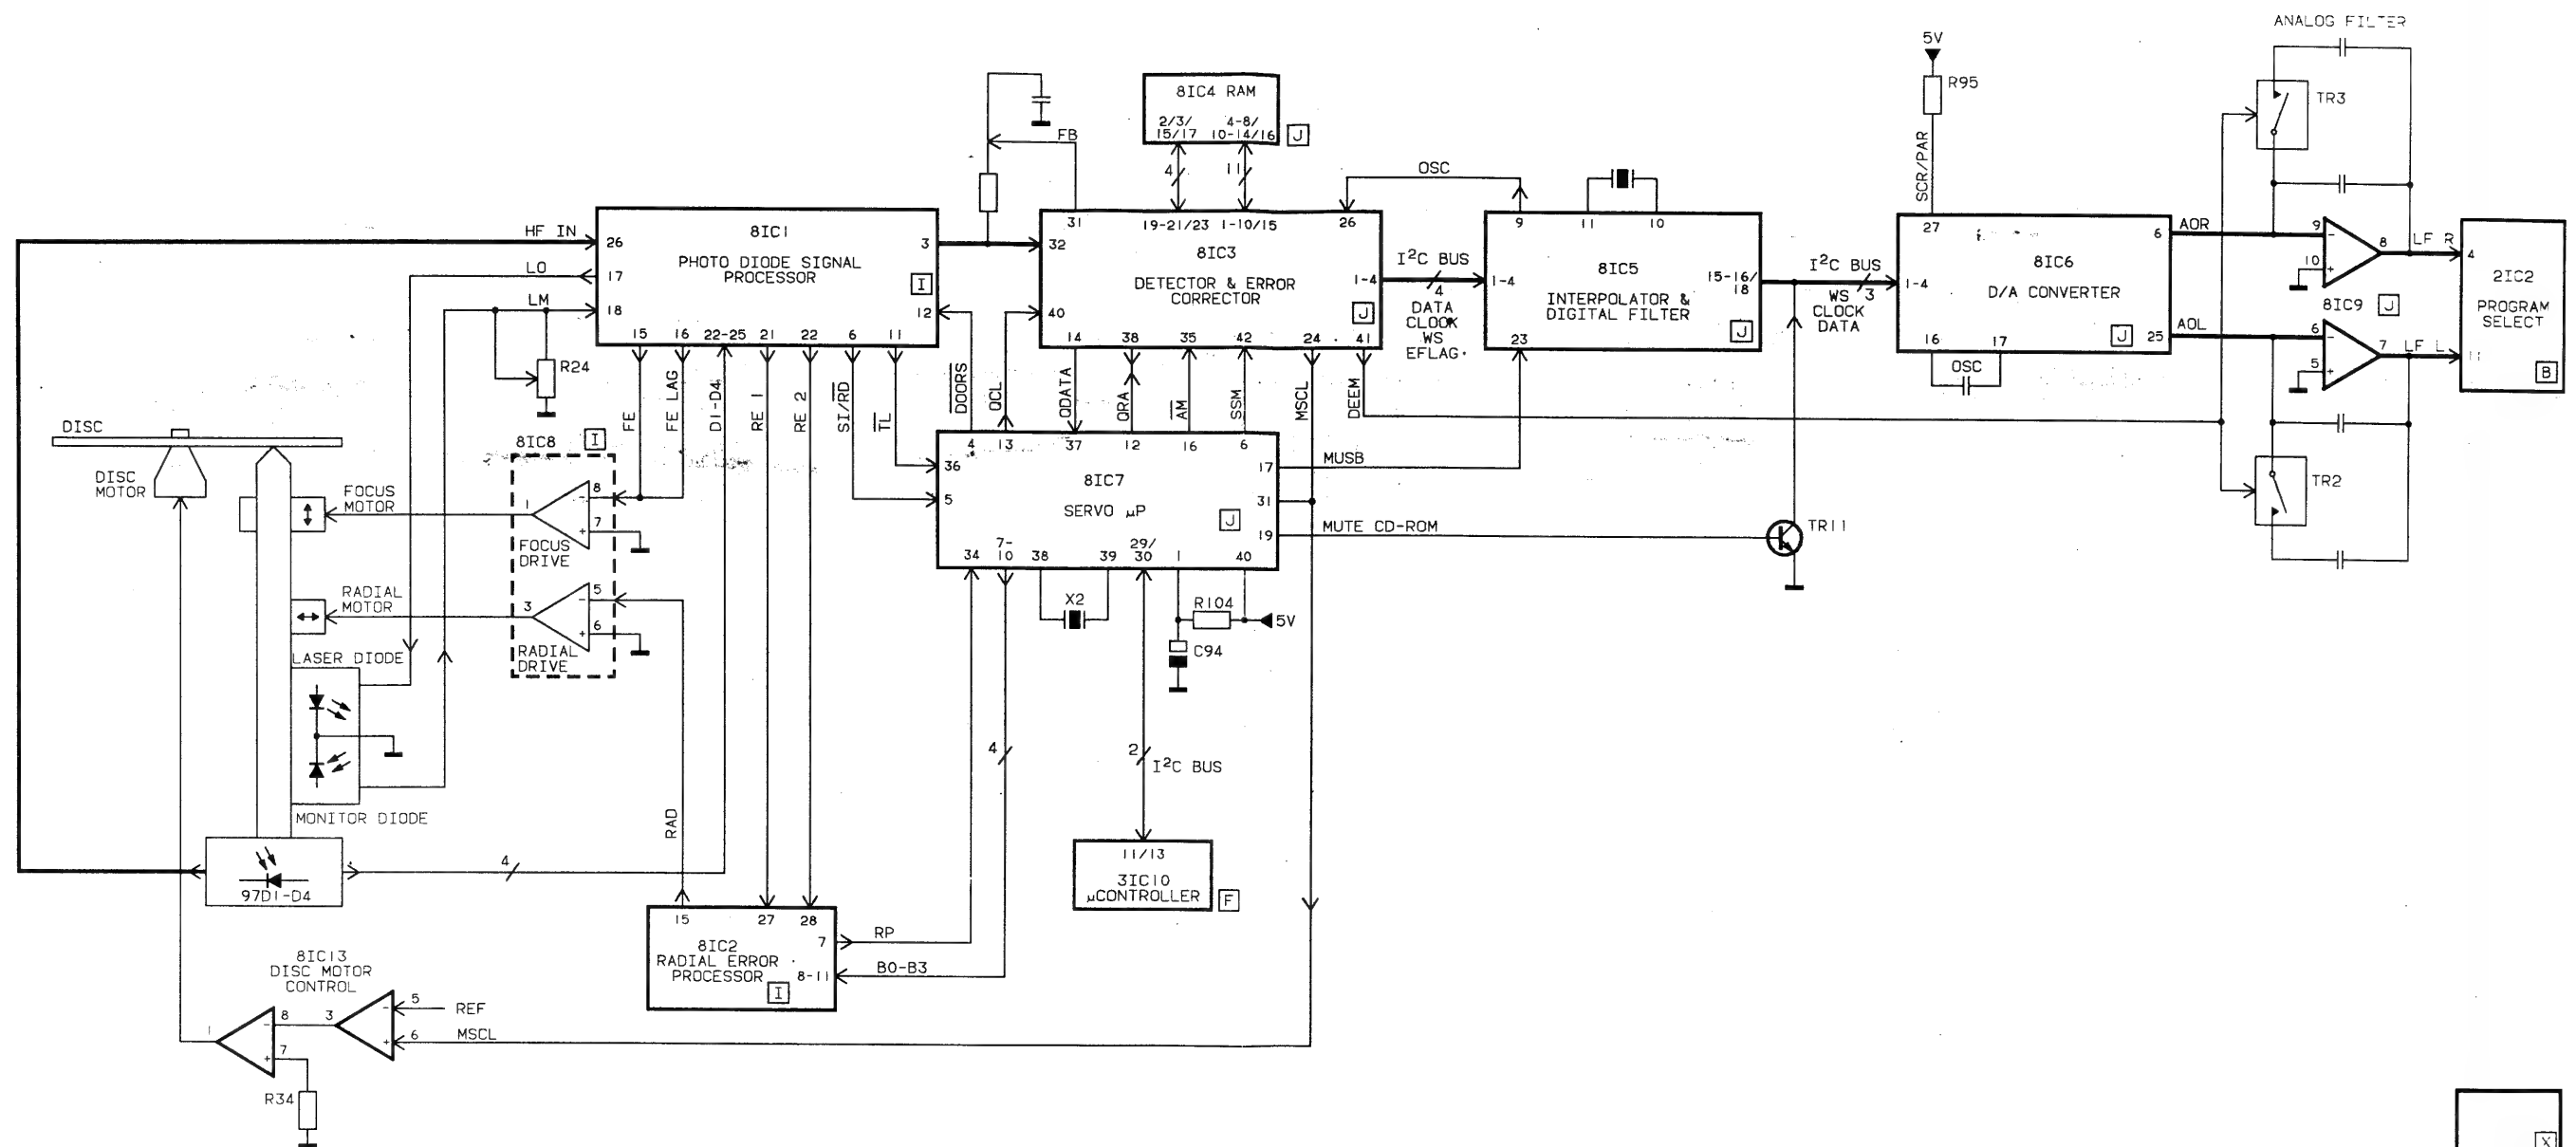 ANALOG FILTER
5V
R95
TR3
8IC4 RAM
2/3/ 4-8/
15/17 10-14/16
J
FB
4
11
OSC
SCR/PAR
HF IN
26
8IC1
PHOTO DIODE SIGNAL
PROCESSOR
I
3
LO
17
LM
18
12
15 16 22-25 21 22 6 11
R24
31
19-21/23 1-10/15
26
32
8IC3
DETECTOR & ERROR
CORRECTOR
J
1-4
40
14 38 35 42 24 41
I²C BUS
4
DATA
CLOCK
WS
EFLAG
9 11 10
8IC5
INTERPOLATOR &
DIGITAL FILTER
1-4
15-16/
18
J
23
I²C BUS
WS 3
CLOCK
DATA
27
8IC6
D/A CONVERTER
1-4
6
25
J
16 17
OSC
AOR
AOL
9
10
8
LF R
4
8IC9 J
6
5
7
LF L
11
2IC2
PROGRAM
SELECT
B
TR2
FE
FE LAG
D1-D4
RE 1
RE 2
SI/RD
TL
DOORS
QCL
QDATA
QRA
AM
SSM
MSCL
DEEM
DISC
DISC
MOTOR
FOCUS
MOTOR
RADIAL
MOTOR
LASER DIODE
MONITOR DIODE
97D1-D4
4
8IC8 I
1
8
7
FOCUS
DRIVE
3
5
6
RADIAL
DRIVE
4 13 37 12 16 6
36
5
8IC7
SERVO µP
J
17
31
19
34
7-
10
38 39
29/
30
1 40
MUSB
MUTE CD-ROM
TR11
X2
R104
5V
C94
4
2
I²C BUS
11/13
3IC10
µCONTROLLER
F
RAD
15 27 28
8IC2
RADIAL ERROR
PROCESSOR
I
7
8-11
RP
B0-B3
8IC13
DISC MOTOR
CONTROL
1
8
7
3
5
6
REF
MSCL
R34
X